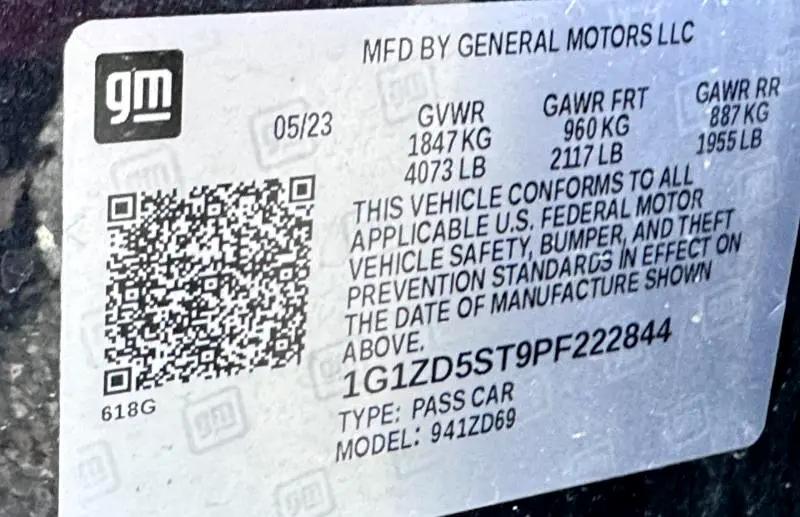 gm
MFD BY GENERAL MOTORS LLC
05/23
GVWR
1847 KG
4073 LB
GAWR FRT
960 KG
2117 LB
GAWR RR
887 KG
1955 LB
THIS VEHICLE CONFORMS TO ALL
APPLICABLE U.S. FEDERAL MOTOR
VEHICLE SAFETY, BUMPER, AND THEFT
PREVENTION STANDARDS IN EFFECT ON
THE DATE OF MANUFACTURE SHOWN
ABOVE.
1G1ZD5ST9PF222844
TYPE: PASS CAR
MODEL: 941ZD69
618G